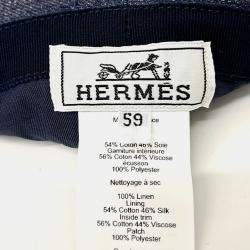 HERMÈS
59
54% Coton 46% Soie
Garniture intérieure
56% Coton 44% Viscose
écusson
100% Polyester
Nettoyage à sec
100% Linen
Lining
54% Cotton 46% Silk
Inside trim
56% Cotton 44% Viscose
Patch
100% Polyester